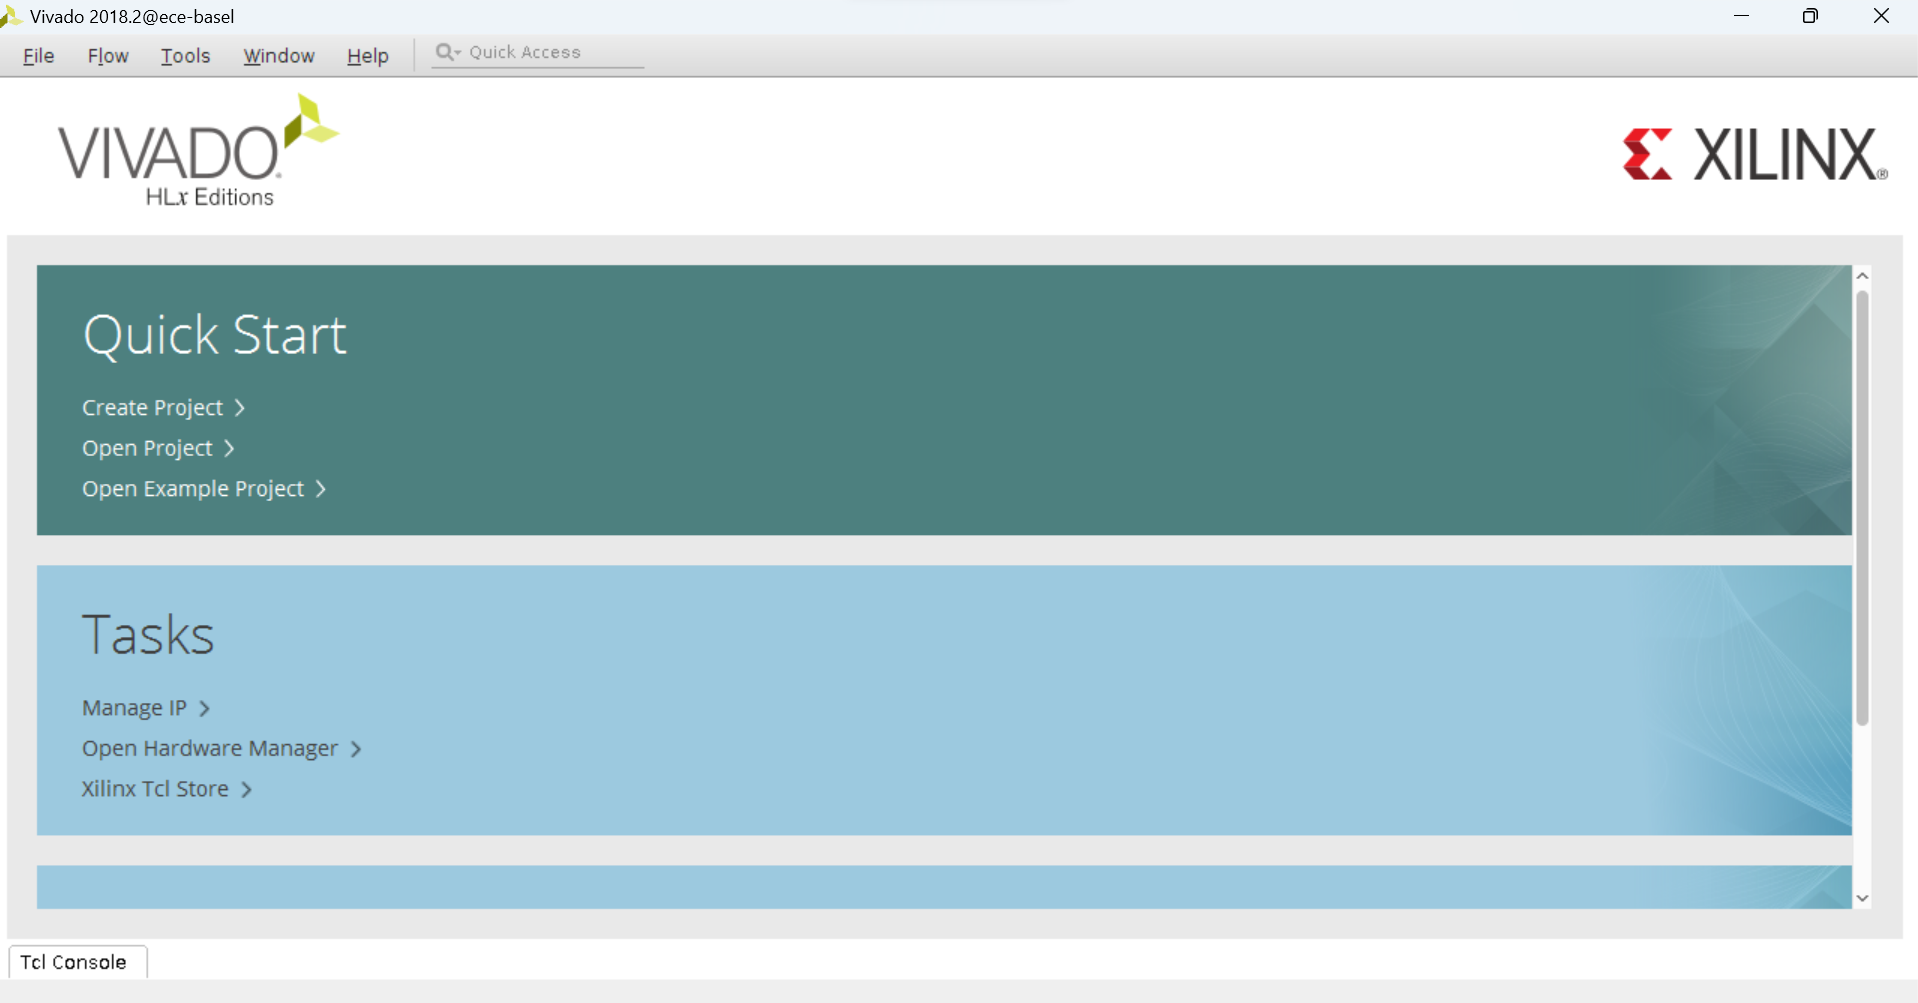 Vivado 2018.2@ece-basel
File Flow Tools Window Help Quick Access
VIVADO.
HLx Editions
XILINX®
Quick Start
Create Project >
Open Project >
Open Example Project >
Tasks
Manage IP >
Open Hardware Manager >
Xilinx Tcl Store >
Tcl Console